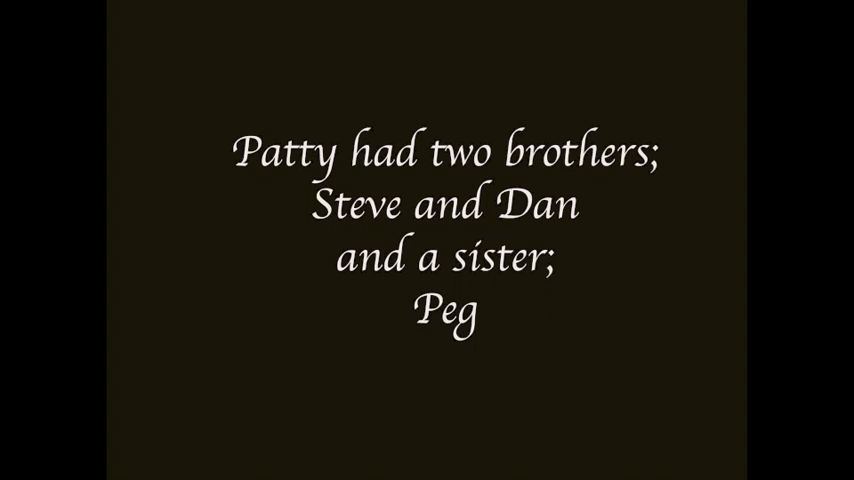 Patty had two brothers;
Steve and Dan
and a sister;
Peg